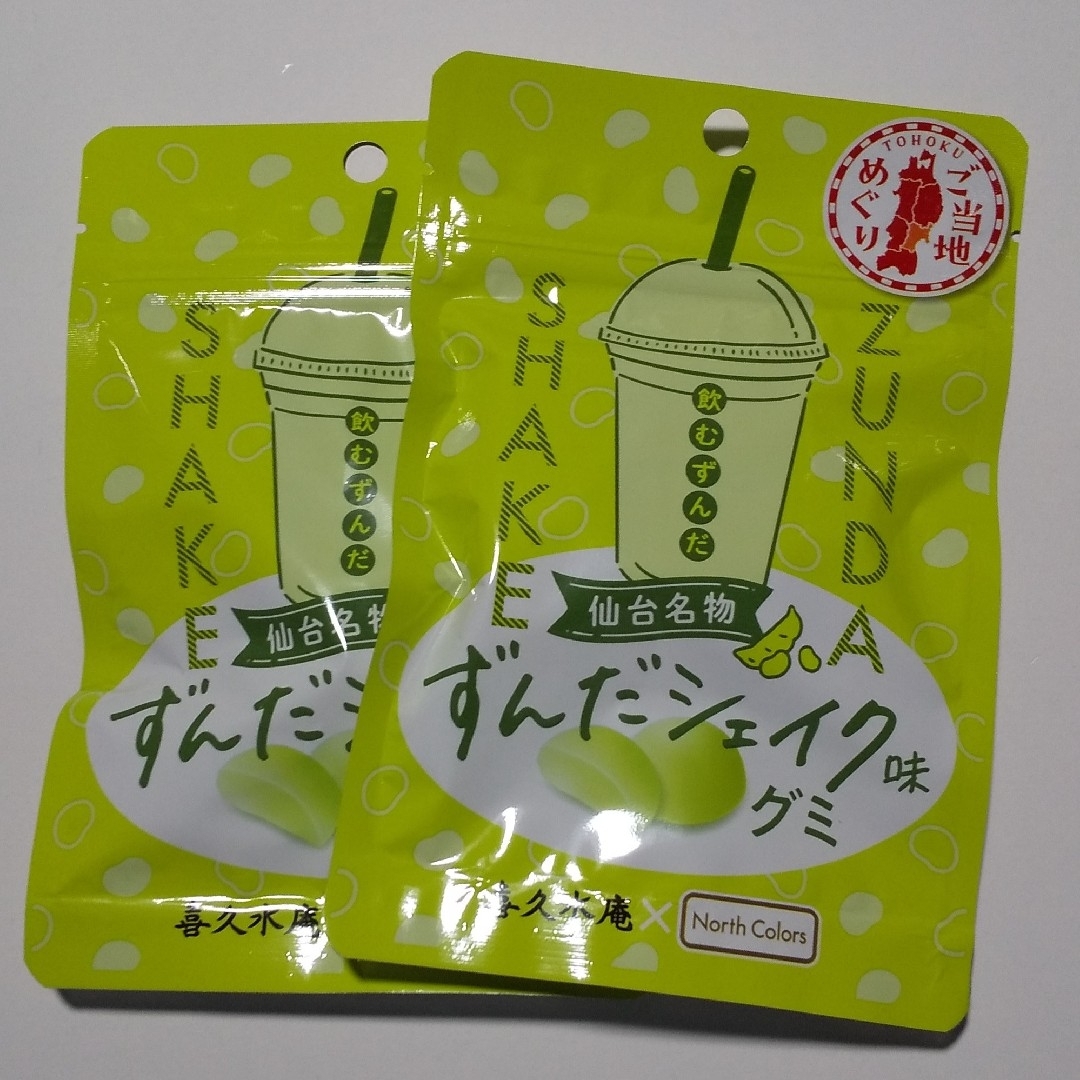 SHAKE
飲むずんだ
仙台名物
ずんだ
喜久水庵
TOHOKU
ご当地
めぐり
SHAKE
ZUNDA
飲むずんだ
仙台名物
ずんだシェイク味
グミ
喜久水庵×North Colors